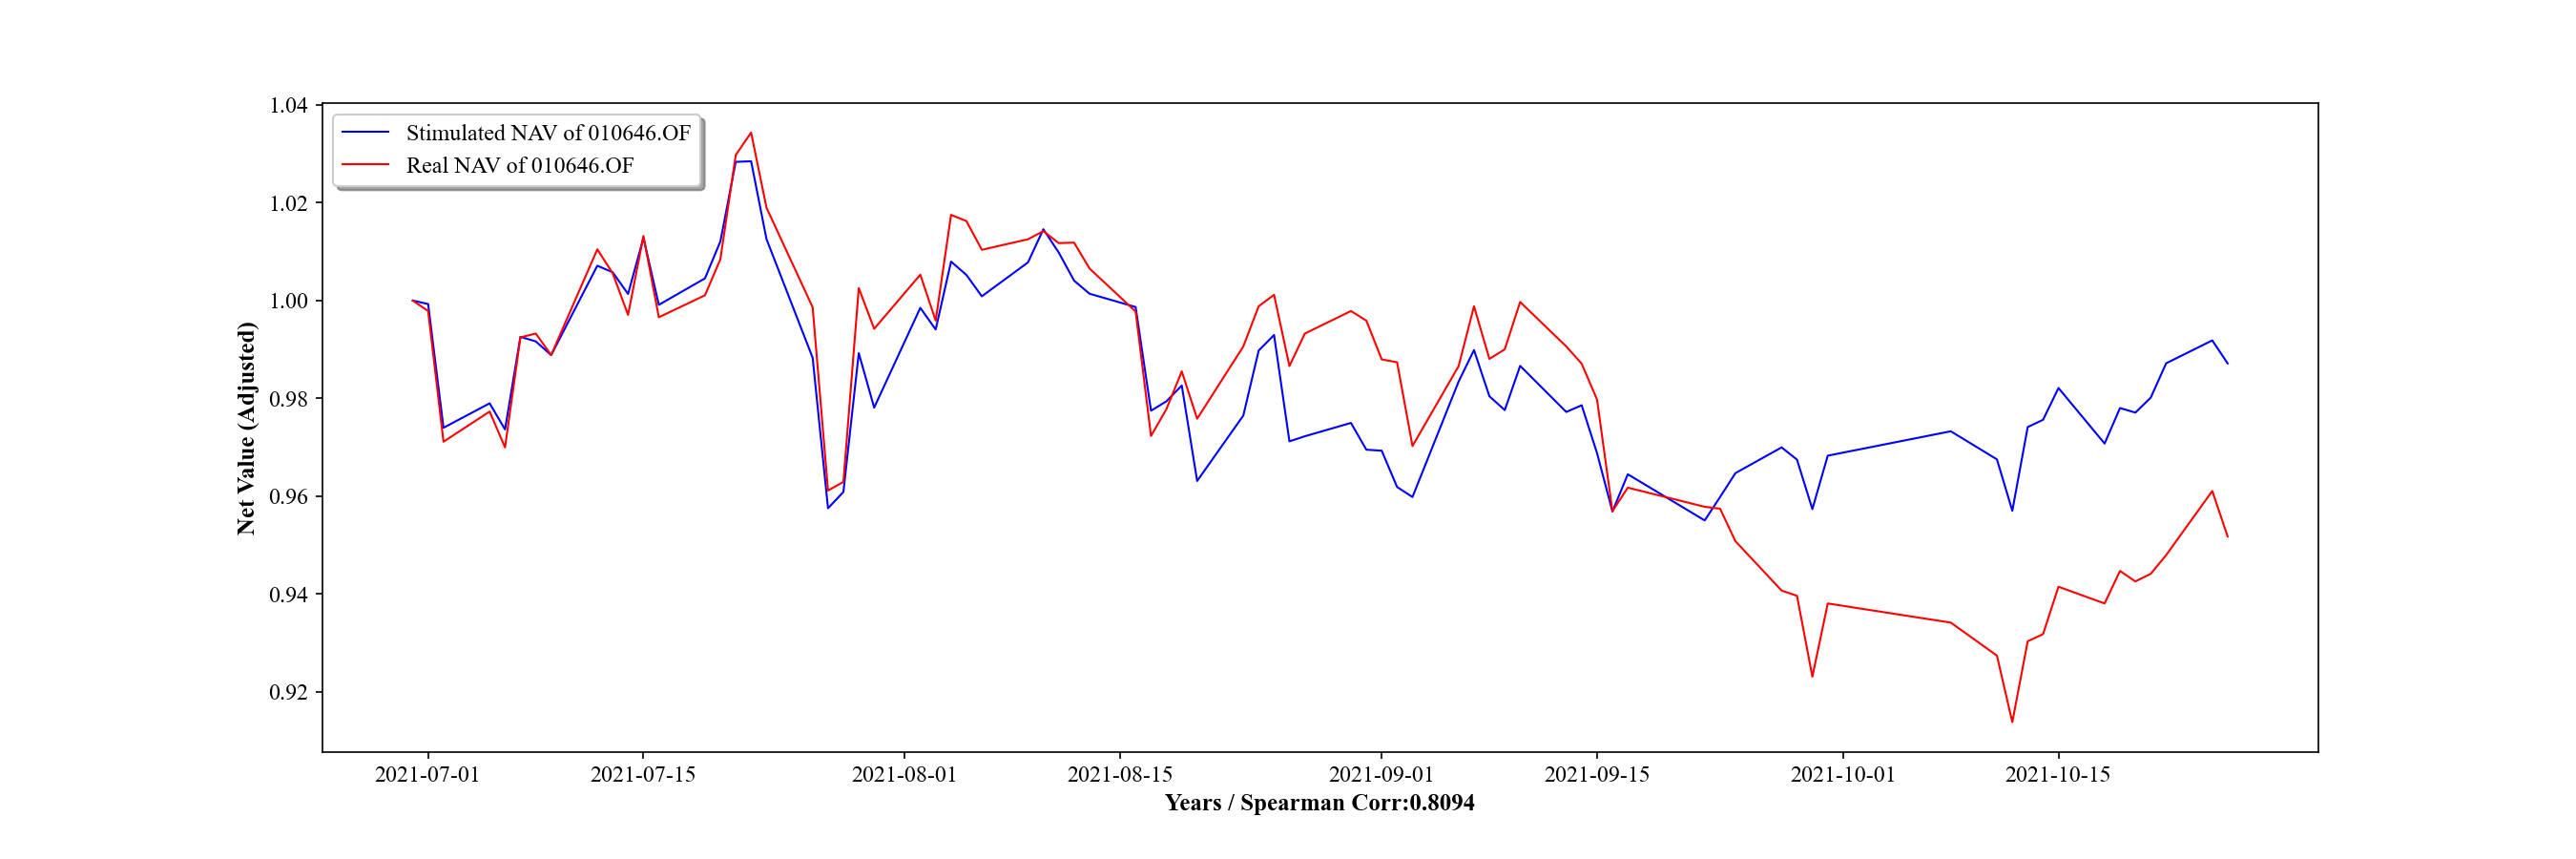 Stimulated NAV of 010646.OF
Real NAV of 010646.OF
Net Value (Adjusted)
1.04
1.02
1.00
0.98
0.96
0.94
0.92
2021-07-01 2021-07-15 2021-08-01 2021-08-15 2021-09-01 2021-09-15 2021-10-01 2021-10-15
Years / Spearman Corr:0.8094